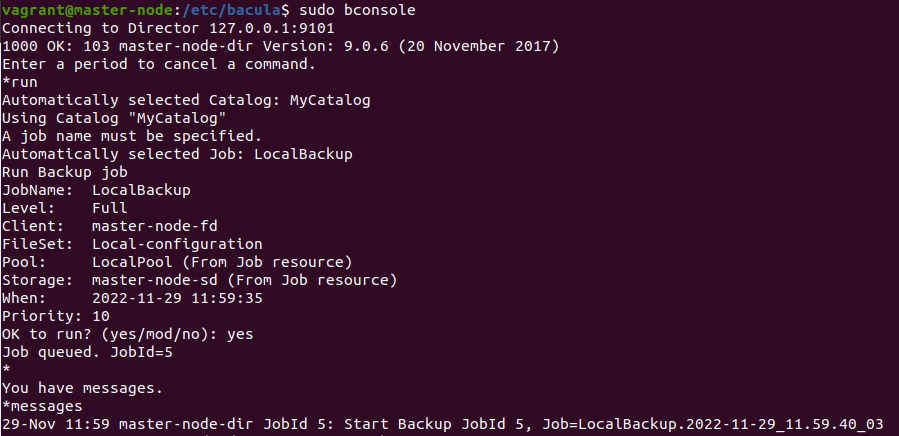 vagrant@master-node:/etc/bacula$ sudo bconsole
Connecting to Director 127.0.0.1:9101
1000 OK: 103 master-node-dir Version: 9.0.6 (20 November 2017)
Enter a period to cancel a command.
*run
Automatically selected Catalog: MyCatalog
Using Catalog "MyCatalog"
A job name must be specified.
Automatically selected Job: LocalBackup
Run Backup job
JobName:  LocalBackup
Level:    Full
Client:   master-node-fd
FileSet:  Local-configuration
Pool:     LocalPool (From Job resource)
Storage:  master-node-sd (From Job resource)
When:     2022-11-29 11:59:35
Priority: 10
OK to run? (yes/mod/no): yes
Job queued. JobId=5
*
You have messages.
*messages
29-Nov 11:59 master-node-dir JobId 5: Start Backup JobId 5, Job=LocalBackup.2022-11-29_11.59.40_03